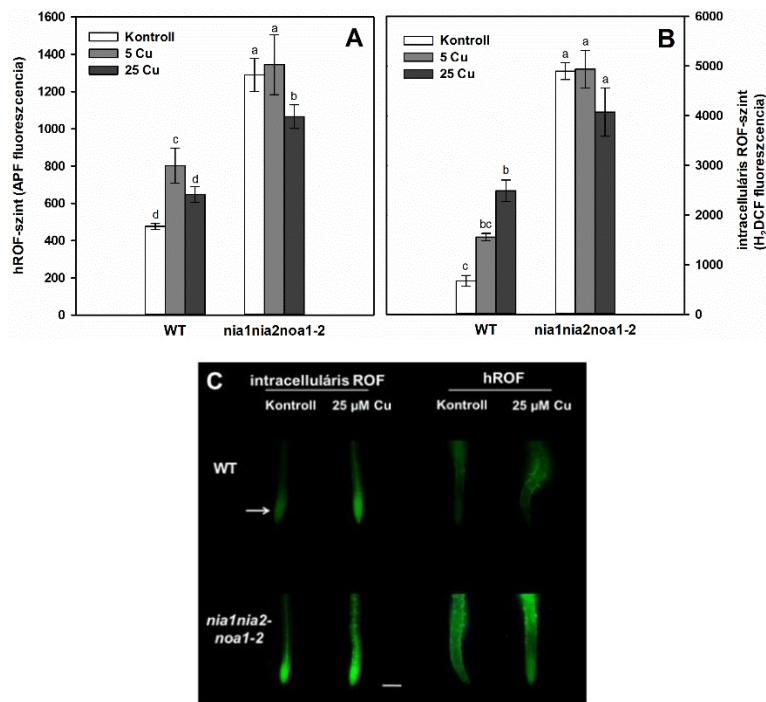 A
Kontroll
5 Cu
25 Cu
hROF-szint (APF fluoreszcencia)
1600
1400
1200
1000
800
600
400
200
0
d
c
d
a
a
b
WT
nia1nia2noa1-2
B
Kontroll
5 Cu
25 Cu
c
bc
b
a
a
a
WT
nia1nia2noa1-2
6000
5000
4000
3000
2000
1000
0
intracelluláris ROF-szint
(H₂DCF fluoreszcencia)
C
intracelluláris ROF
hROF
Kontroll
25 µM Cu
Kontroll
25 µM Cu
WT
nia1nia2-
noa1-2